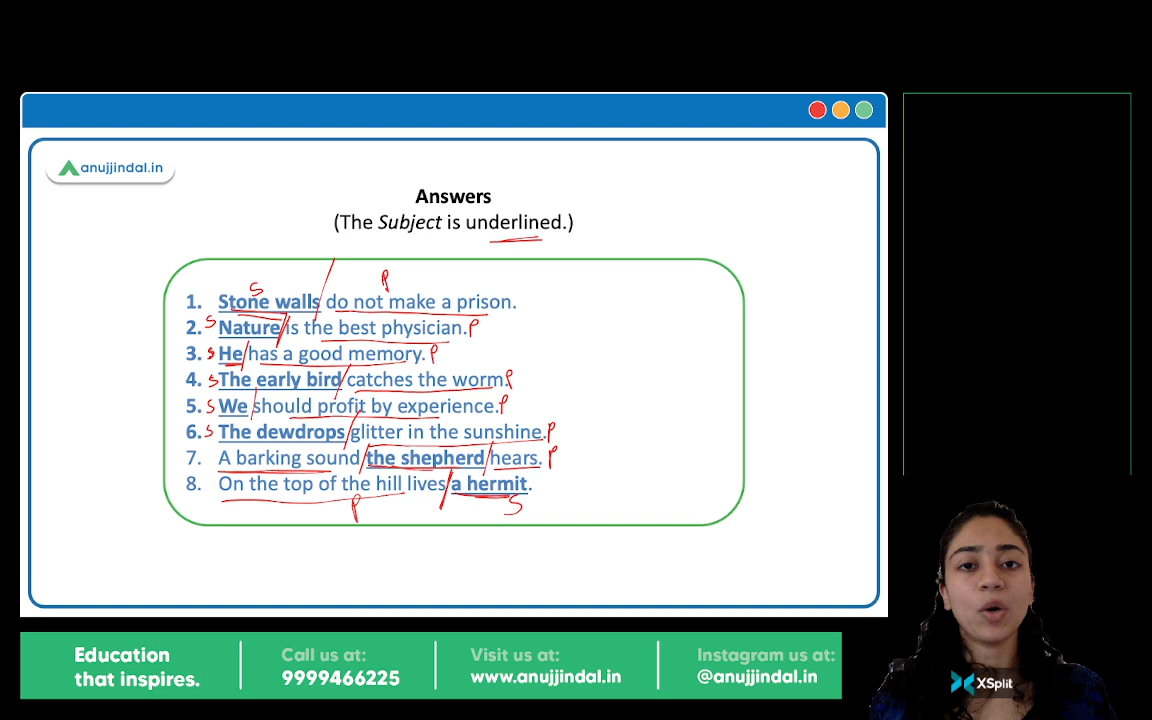 anujjindal.in
Answers
(The Subject is underlined.)
S P
1. Stone walls do not make a prison.
2. S Nature is the best physician. P
3. S He has a good memory. P
4. S The early bird catches the worm. P
5. S We should profit by experience. P
6. S The dewdrops glitter in the sunshine. P
7. A barking sound the shepherd hears. P
8. On the top of the hill lives a hermit.
P S
Education
that inspires.
Call us at:
9999466225
Visit us at:
www.anujjindal.in
Instagram us at:
@anujjindal.in
XSplit